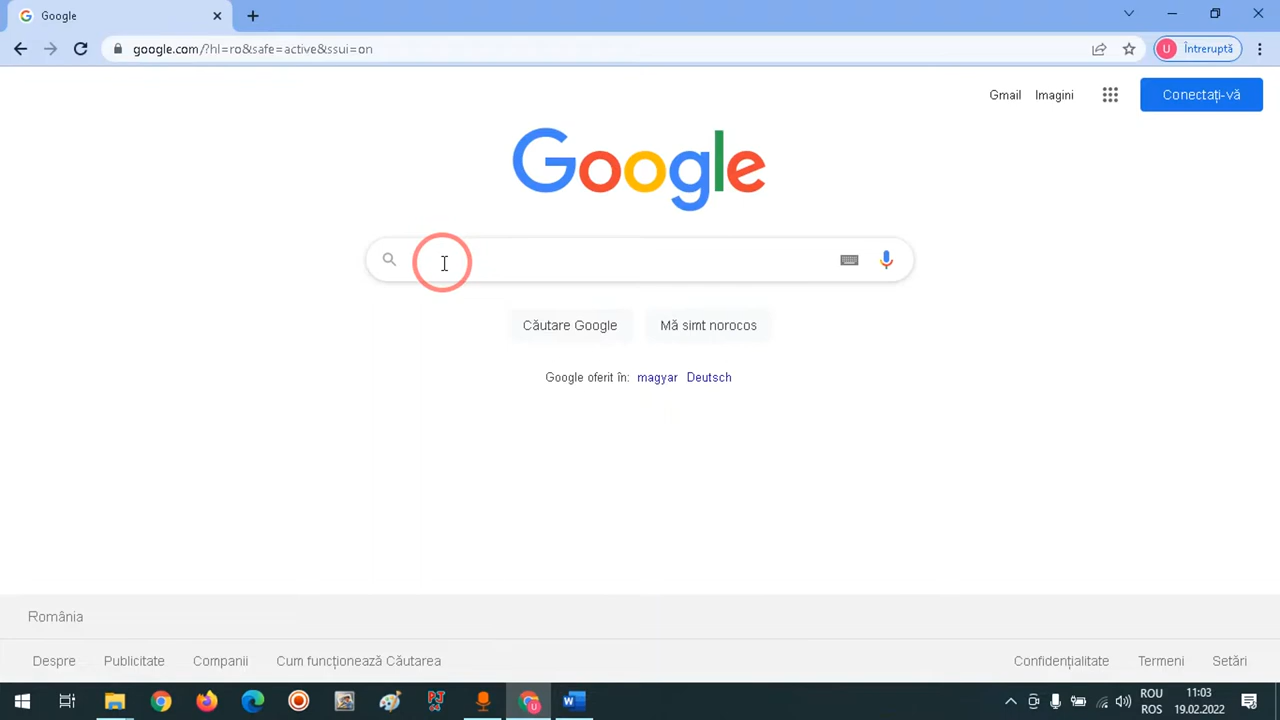 Google
google.com/?hl=ro&safe=active&ssui=on
U Întreruptă
Gmail Imagini Conectați-vă
Google
Căutare Google Mă simt norocos
Google oferit în: magyar Deutsch
România
Despre Publicitate Companii Cum funcționează Căutarea Confidențialitate Termeni Setări
ROU 11:03
ROS 19.02.2022